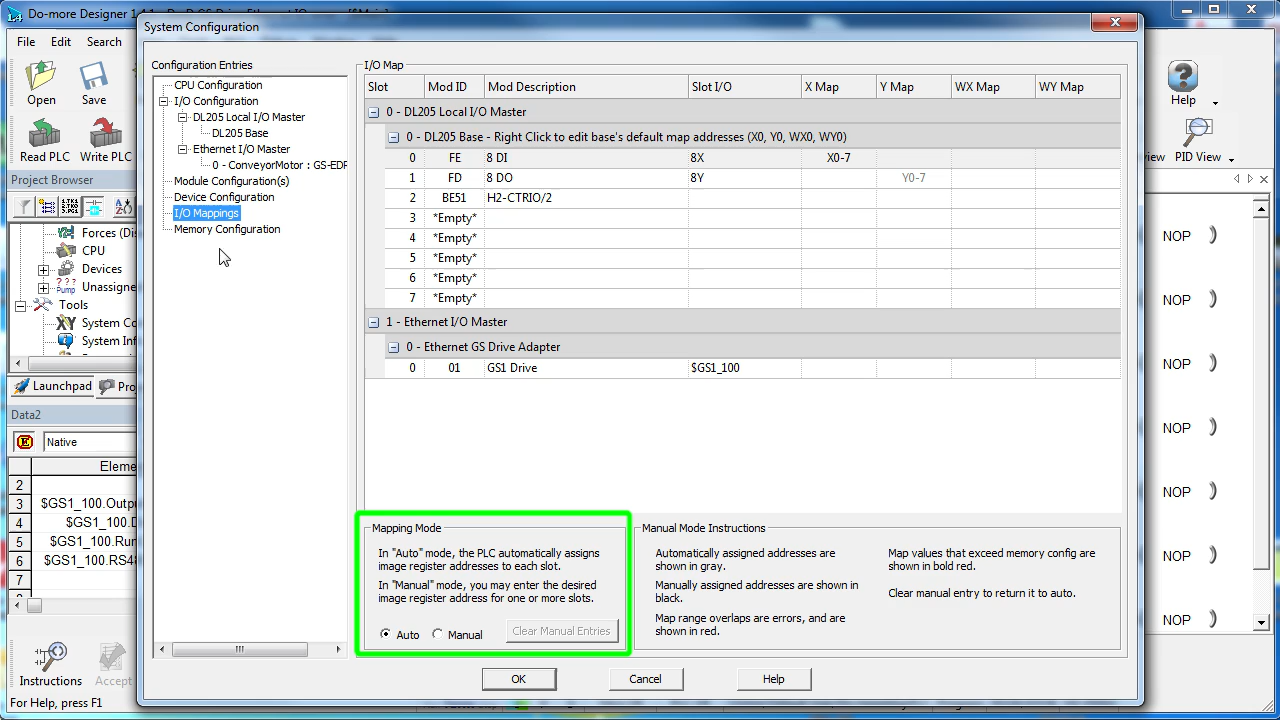 Do-more Designer
System Configuration
File Edit Search
Open Save
Read PLC Write PLC
Project Browser
Forces (Dis
CPU
Devices
Unassigne
Tools
System Co
System Inf
Launchpad Proj
Data2
Native
Eleme
2
3 $GS1_100.Outp
4 $GS1_100.D
5 $GS1_100.Run
6 $GS1_100.RS48
7
Instructions Accept
For Help, press F1
Configuration Entries
CPU Configuration
I/O Configuration
DL205 Local I/O Master
DL205 Base
Ethernet I/O Master
0 - ConveyorMotor : GS-EDR
Module Configuration(s)
Device Configuration
I/O Mappings
Memory Configuration
I/O Map
Slot Mod ID Mod Description Slot I/O X Map Y Map WX Map WY Map
0 - DL205 Local I/O Master
0 - DL205 Base - Right Click to edit base's default map adresses (X0, Y0, WX0, WY0)
0 FE 8 DI 8X X0-7
1 FD 8 DO 8Y Y0-7
2 BE51 H2-CTRIO/2
3 *Empty*
4 *Empty*
5 *Empty*
6 *Empty*
7 *Empty*
1 - Ethernet I/O Master
0 - Ethernet GS Drive Adapter
0 01 GS1 Drive $GS1_100
Mapping Mode
In "Auto" mode, the PLC automatically assigns
image register addresses to each slot.
In "Manual" mode, you may enter the desired
image register address for one or more slots.
Auto Manual Clear Manual Entries
Manual Mode Instructions
Automatically assigned addresses are
shown in gray.
Manually assigned addresses are shown in
black.
Map range overlaps are errors, and are
shown in red.
Map values that exceed memory config are
shown in bold red.
Clear manual entry to return it to auto.
OK Cancel Help
Help
view PID View
NOP
NOP
NOP
NOP
NOP
NOP
NOP